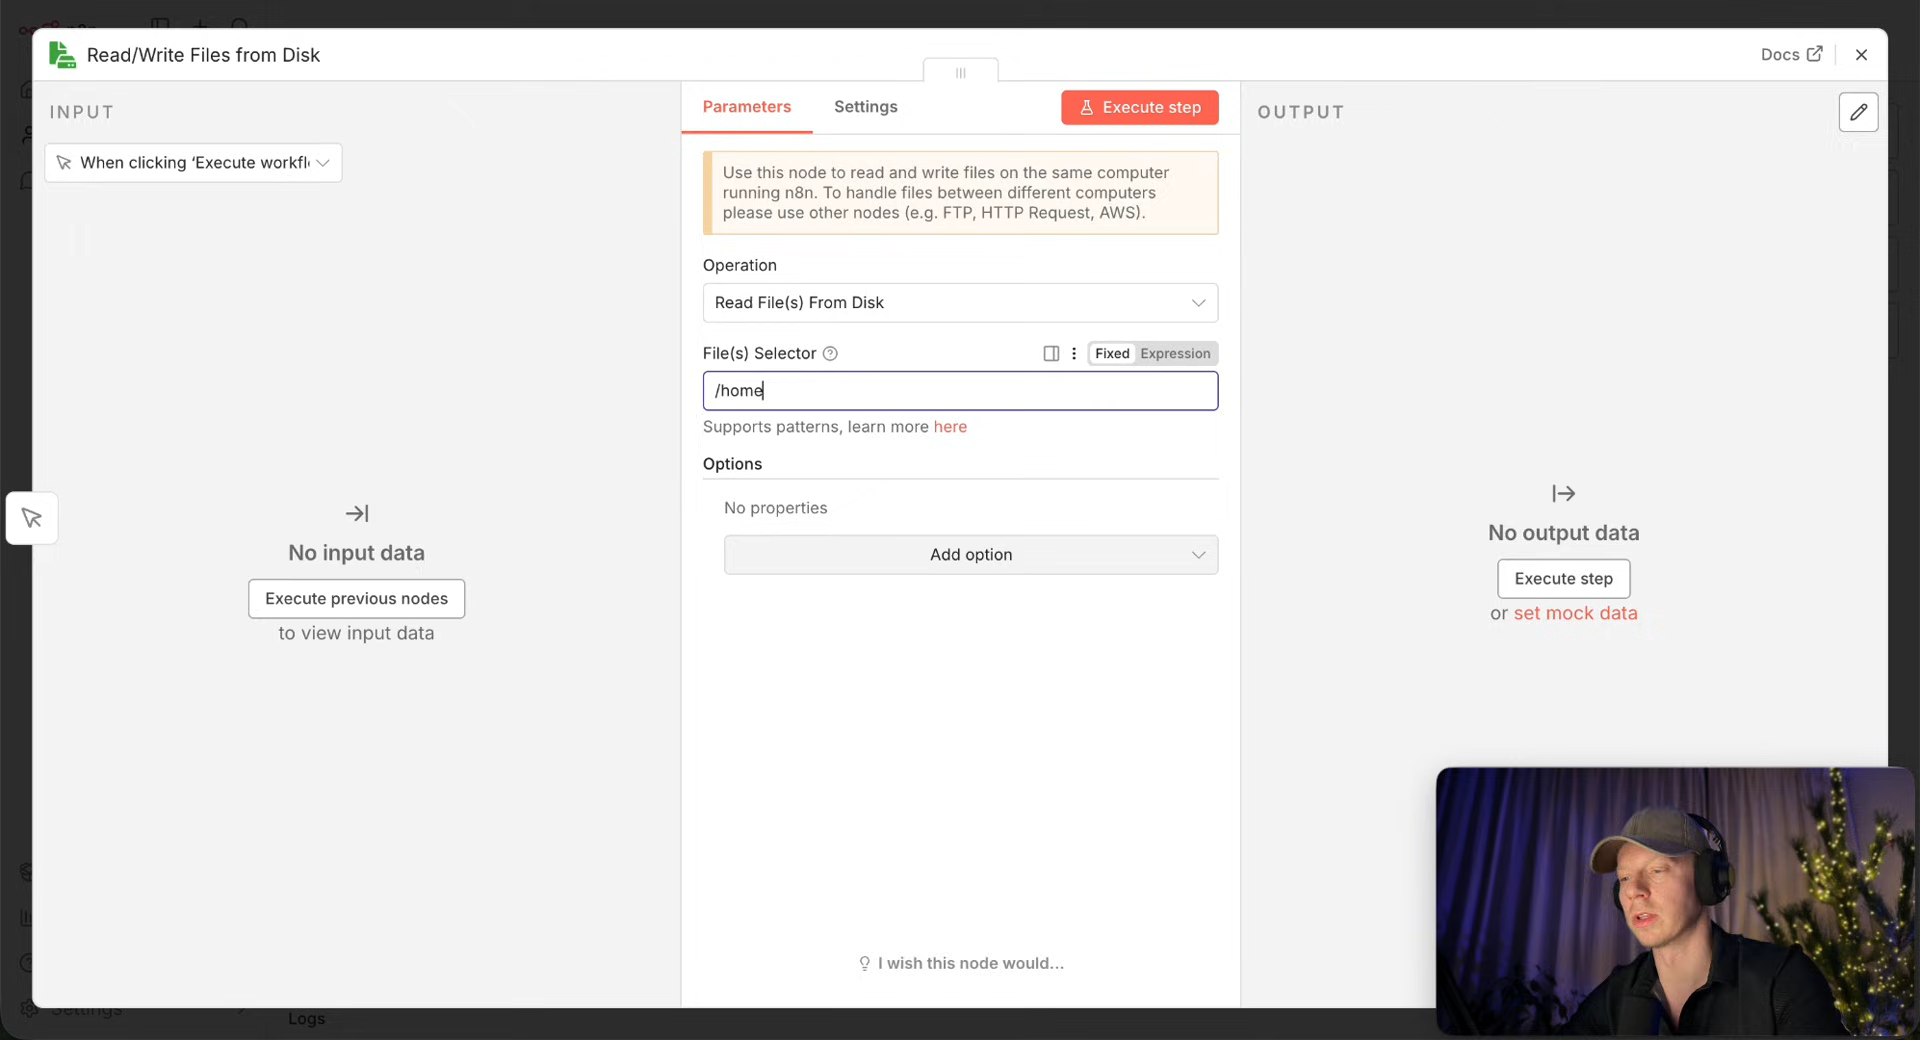 Read/Write Files from Disk
Docs
INPUT
Parameters
Settings
Execute step
OUTPUT
When clicking ‘Execute workfl
Use this node to read and write files on the same computer
running n8n. To handle files between different computers
please use other nodes (e.g. FTP, HTTP Request, AWS).
Operation
Read File(s) From Disk
File(s) Selector
Fixed
Expression
/home
Supports patterns, learn more here
Options
No properties
Add option
No input data
Execute previous nodes
to view input data
No output data
Execute step
or set mock data
I wish this node would...
Settings
Logs